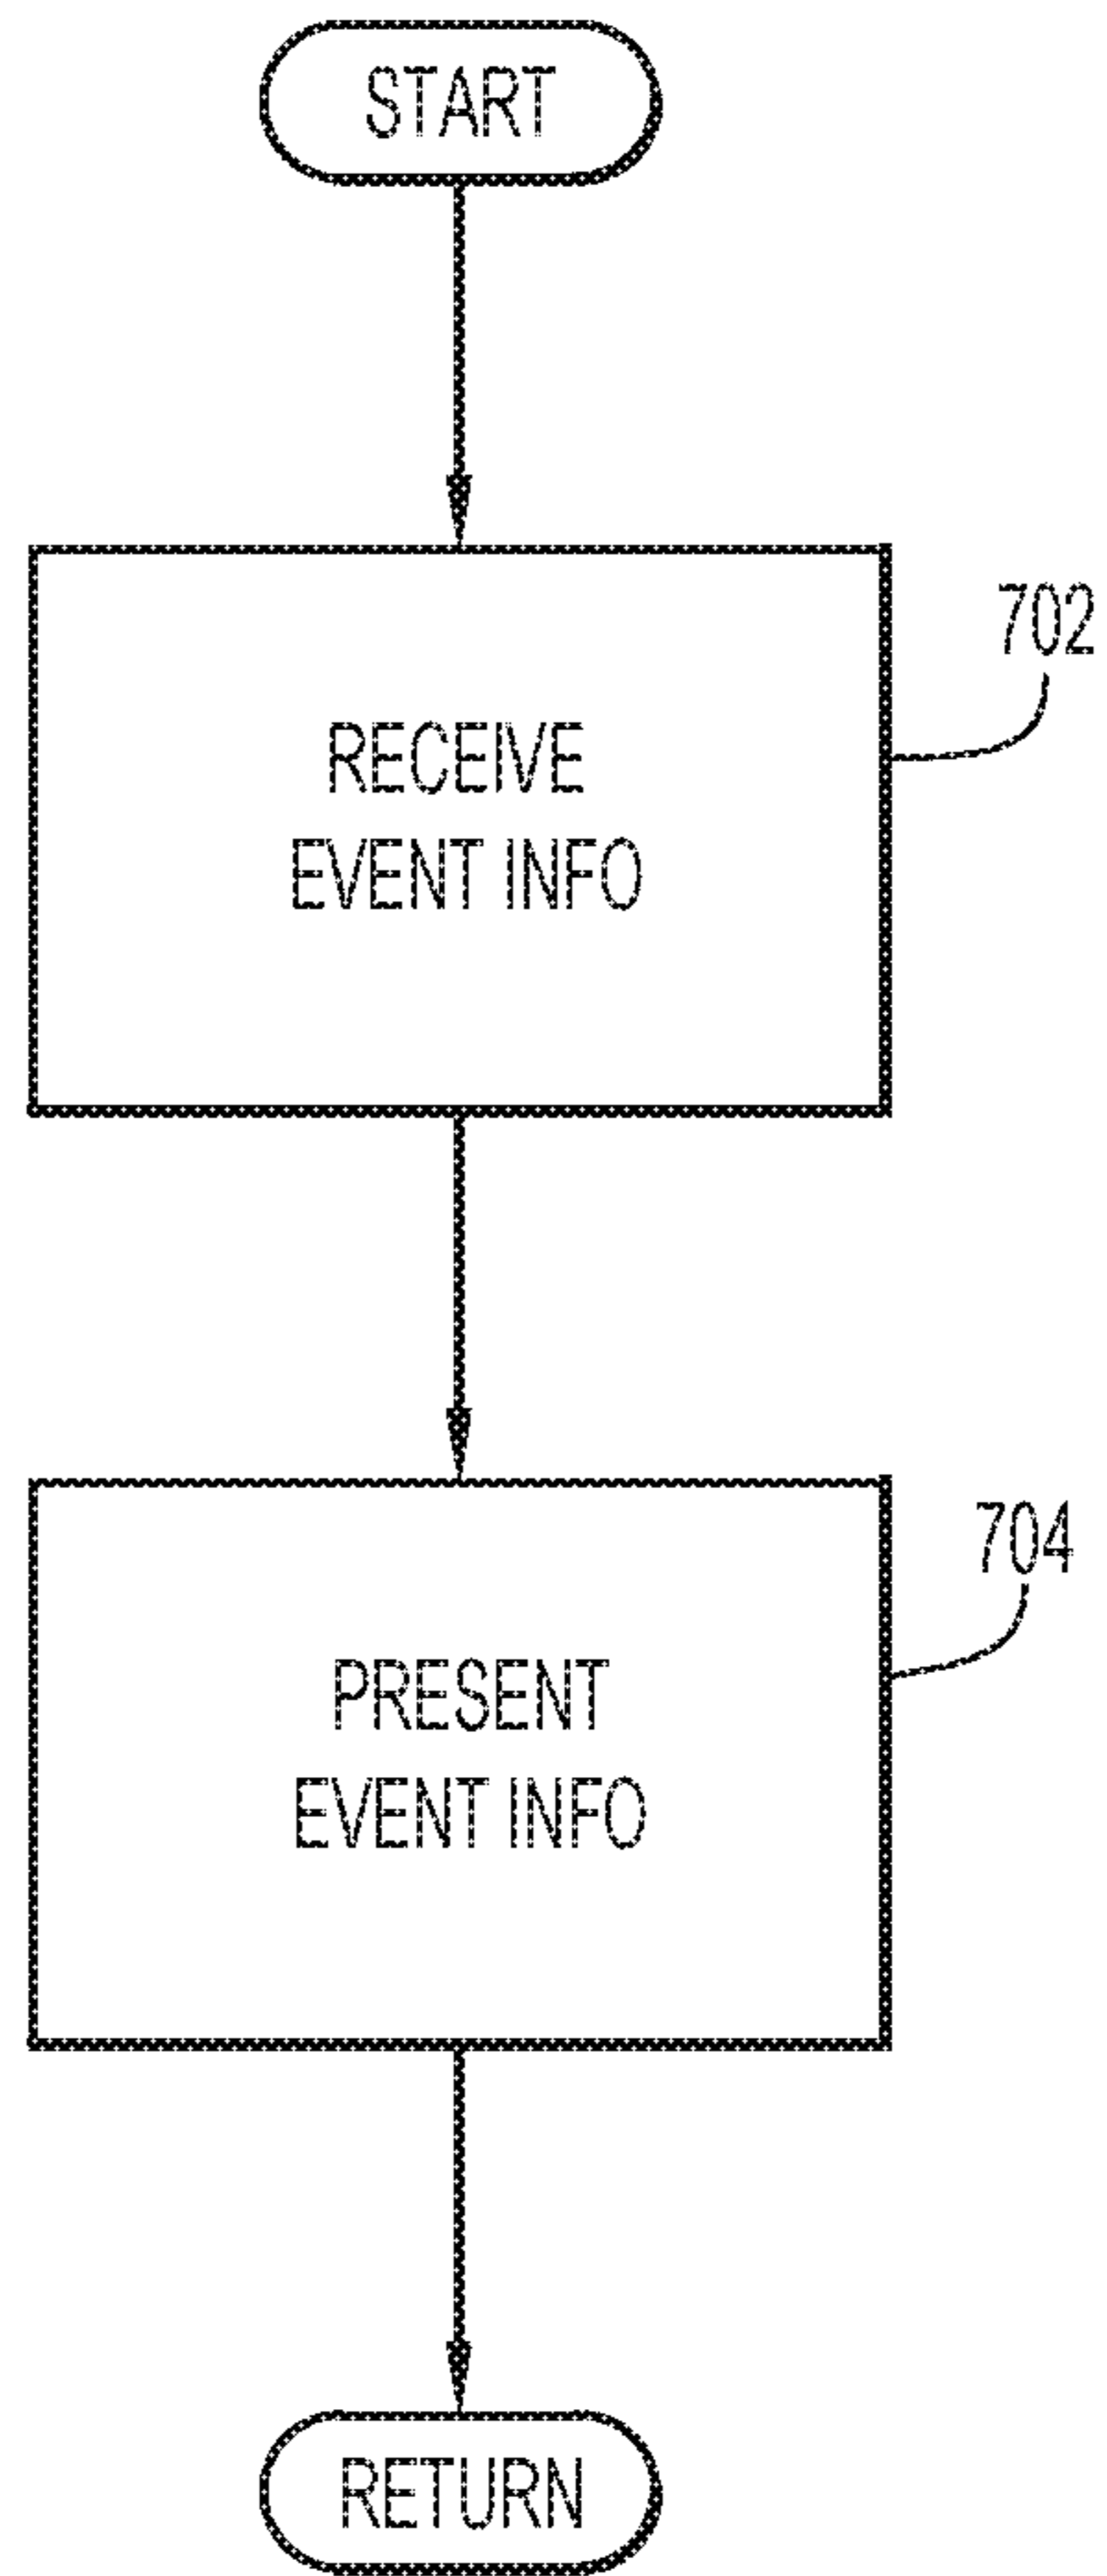 START
702
RECEIVE
EVENT INFO
704
PRESENT
EVENT INFO
RETURN